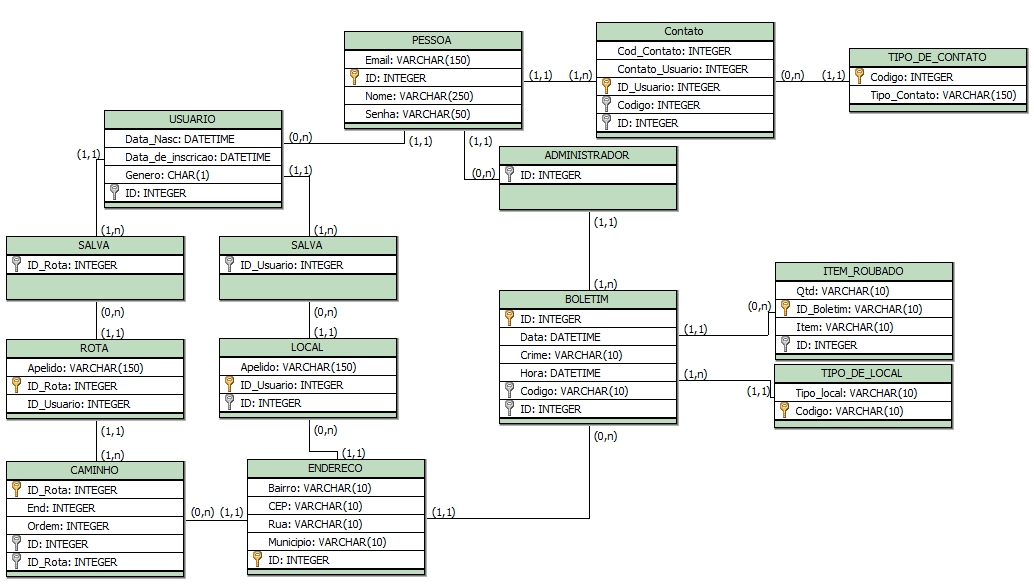 PESSOA
Email: VARCHAR(150)
ID: INTEGER
Nome: VARCHAR(250)
Senha: VARCHAR(50)
(1,1)
(1,n)
(1,1)
(1,1)
Contato
Cod_Contato: INTEGER
Contato_Usuario: INTEGER
ID_Usuario: INTEGER
Codigo: INTEGER
ID: INTEGER
(0,n)
(1,1)
TIPO_DE_CONTATO
Codigo: INTEGER
Tipo_Contato: VARCHAR(150)
USUARIO
Data_Nasc: DATETIME
Data_de_inscricao: DATETIME
Genero: CHAR(1)
ID: INTEGER
(0,n)
(1,1)
(1,1)
(0,n)
ADMINISTRADOR
ID: INTEGER
(1,1)
(1,n)
(1,n)
(1,n)
SALVA
ID_Rota: INTEGER
(0,n)
(1,1)
SALVA
ID_Usuario: INTEGER
(0,n)
(1,1)
ROTA
Apelido: VARCHAR(150)
ID_Rota: INTEGER
ID_Usuario: INTEGER
(1,1)
(1,n)
LOCAL
Apelido: VARCHAR(150)
ID_Usuario: INTEGER
ID: INTEGER
(0,n)
(1,1)
BOLETIM
ID: INTEGER
Data: DATETIME
Crime: VARCHAR(10)
Hora: DATETIME
Codigo: VARCHAR(10)
ID: INTEGER
(1,1)
(0,n)
(1,n)
(1,1)
(0,n)
ITEM_ROUBADO
Qtd: VARCHAR(10)
ID_Boletim: VARCHAR(10)
Item: VARCHAR(10)
ID: INTEGER
TIPO_DE_LOCAL
Tipo_local: VARCHAR(10)
Codigo: VARCHAR(10)
CAMINHO
ID_Rota: INTEGER
End: INTEGER
Ordem: INTEGER
ID: INTEGER
ID_Rota: INTEGER
(0,n)
(1,1)
ENDERECO
Bairro: VARCHAR(10)
CEP: VARCHAR(10)
Rua: VARCHAR(10)
Municipio: VARCHAR(10)
ID: INTEGER
(1,1)